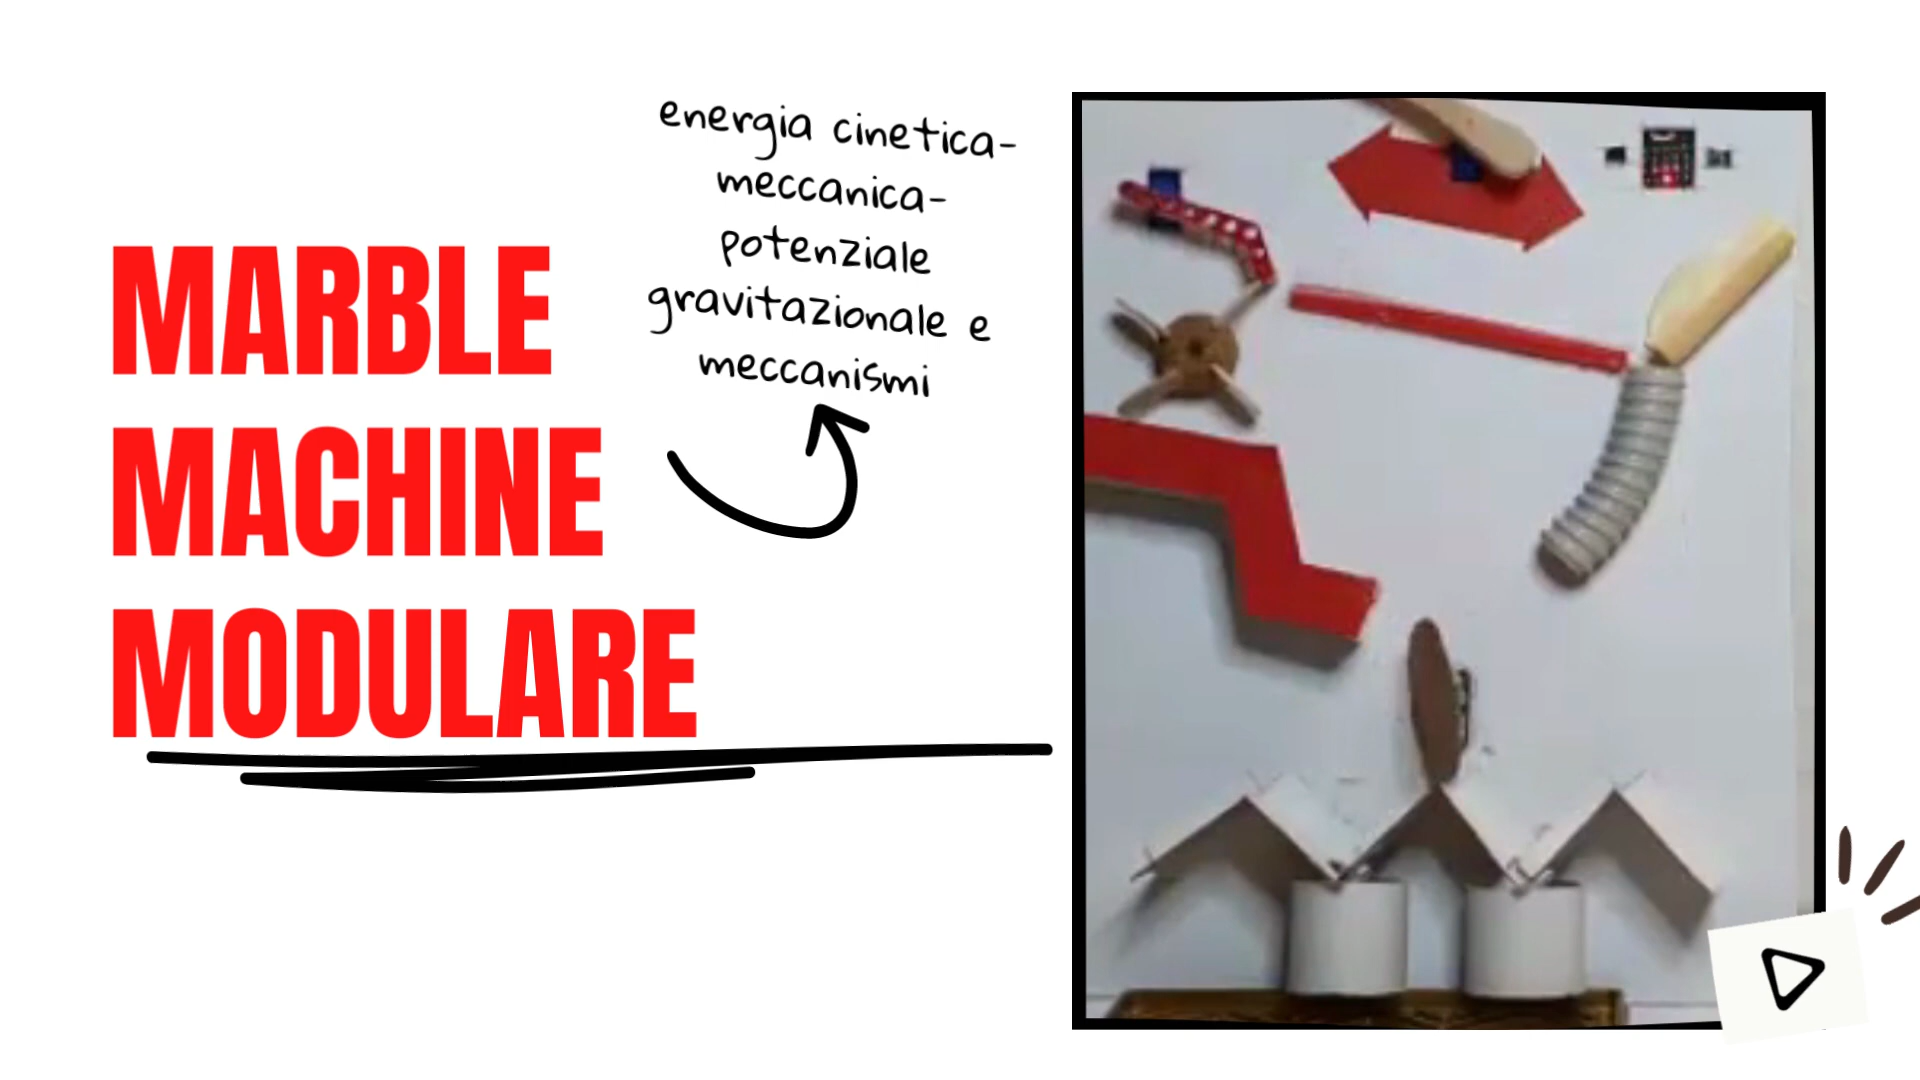 energia cinetica-
meccanica-
potenziale
gravitazionale e
meccanismi
MARBLE
MACHINE
MODULARE